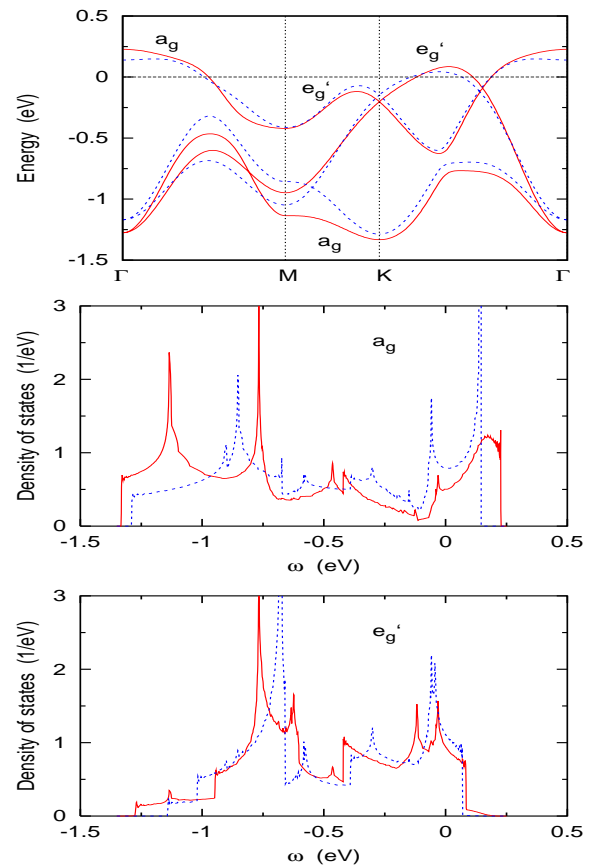 0.5
0
-0.5
-1
-1.5
Energy (eV)
a_g
e_g‘
e_g‘
a_g
Γ
M
K
Γ
3
2
1
0
Density of states (1/eV)
a_g
-1.5
-1
-0.5
0
0.5
ω (eV)
3
2
1
0
Density of states (1/eV)
e_g‘
-1.5
-1
-0.5
0
0.5
ω (eV)